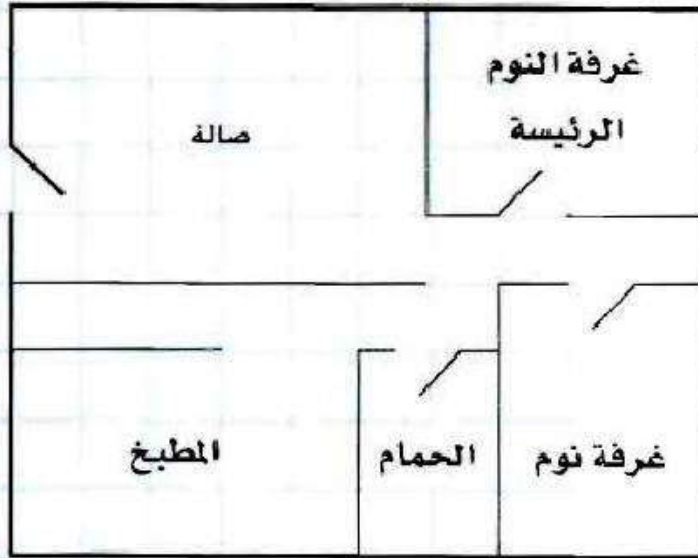 غرفة النوم
الرئيسة
صالة
غرفة نوم
الحمام
المطبخ